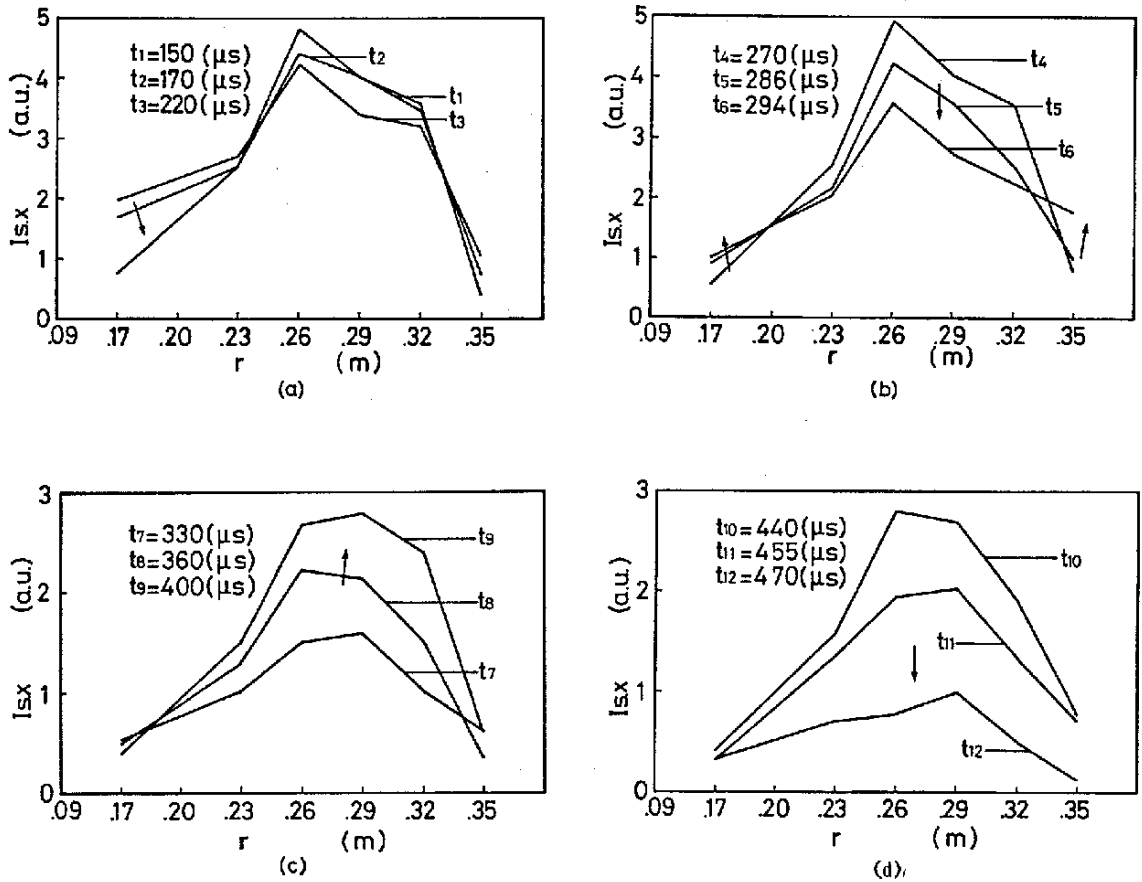 5
4
3
2
1
0
Is.x (a.u.)
t1=150 (μs)
t2=170 (μs)
t3=220 (μs)
t2
t1
t3
.09 .17 .20 .23 .26 .29 .32 .35
r (m)
(a)
5
4
3
2
1
0
Is.x (a.u.)
t4=270 (μs)
t5=286 (μs)
t6=294 (μs)
t4
t5
t6
.09 .17 .20 .23 .26 .29 .32 .35
r (m)
(b)
3
2
1
0
Is.x (a.u.)
t7=330 (μs)
t8=360 (μs)
t9=400 (μs)
t9
t8
t7
.09 .17 .20 .23 .26 .29 .32 .35
r (m)
(c)
3
2
1
0
Is.x (a.u.)
t10=440 (μs)
t11=455 (μs)
t12=470 (μs)
t10
t11
t12
.09 .17 .20 .23 .26 .29 .32 .35
r (m)
(d)